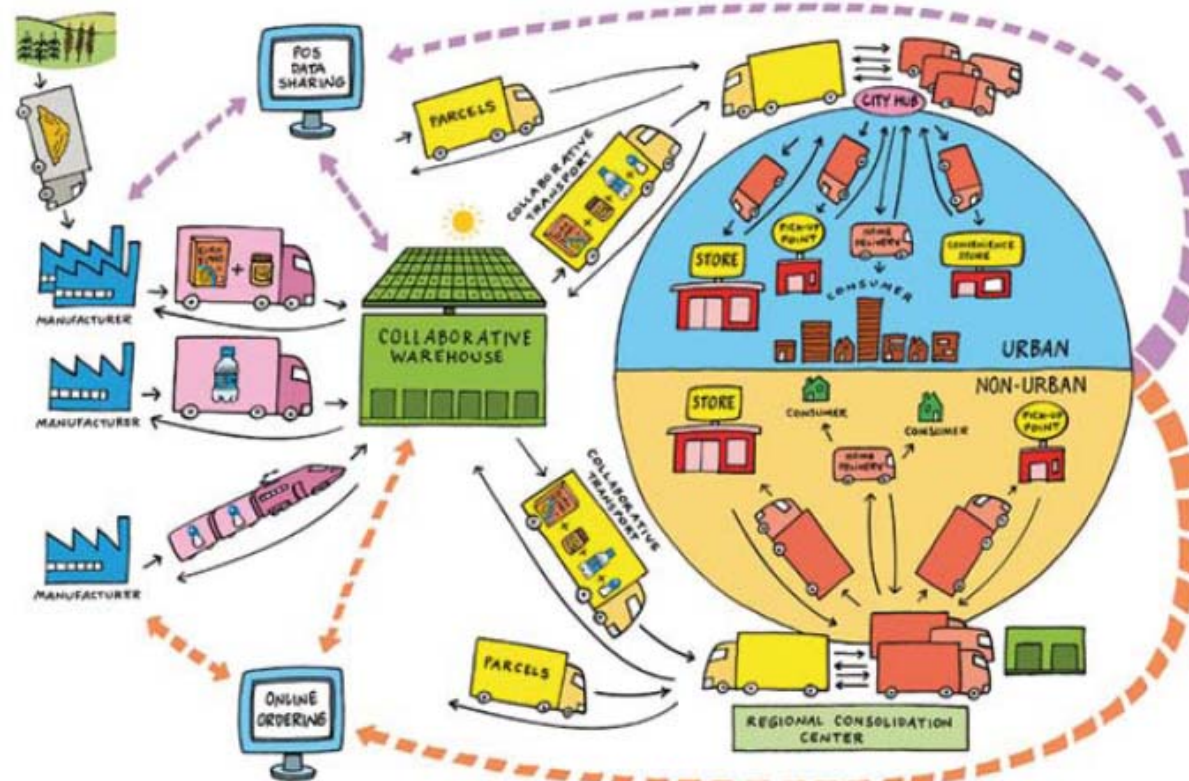 POS
DATA
SHARING
PARCELS
COLLABORATIVE
TRANSPORT
CITY HUB
STORE
PICK-UP
POINT
HOME
DELIVERY
CONVENIENCE
STORE
CONSUMER
URBAN
MANUFACTURER
COLLABORATIVE
WAREHOUSE
MANUFACTURER
NON-URBAN
STORE
CONSUMER
CONSUMER
PICK-UP
POINT
HOME
DELIVERY
COLLABORATIVE
TRANSPORT
MANUFACTURER
PARCELS
ONLINE
ORDERING
REGIONAL CONSOLIDATION
CENTER